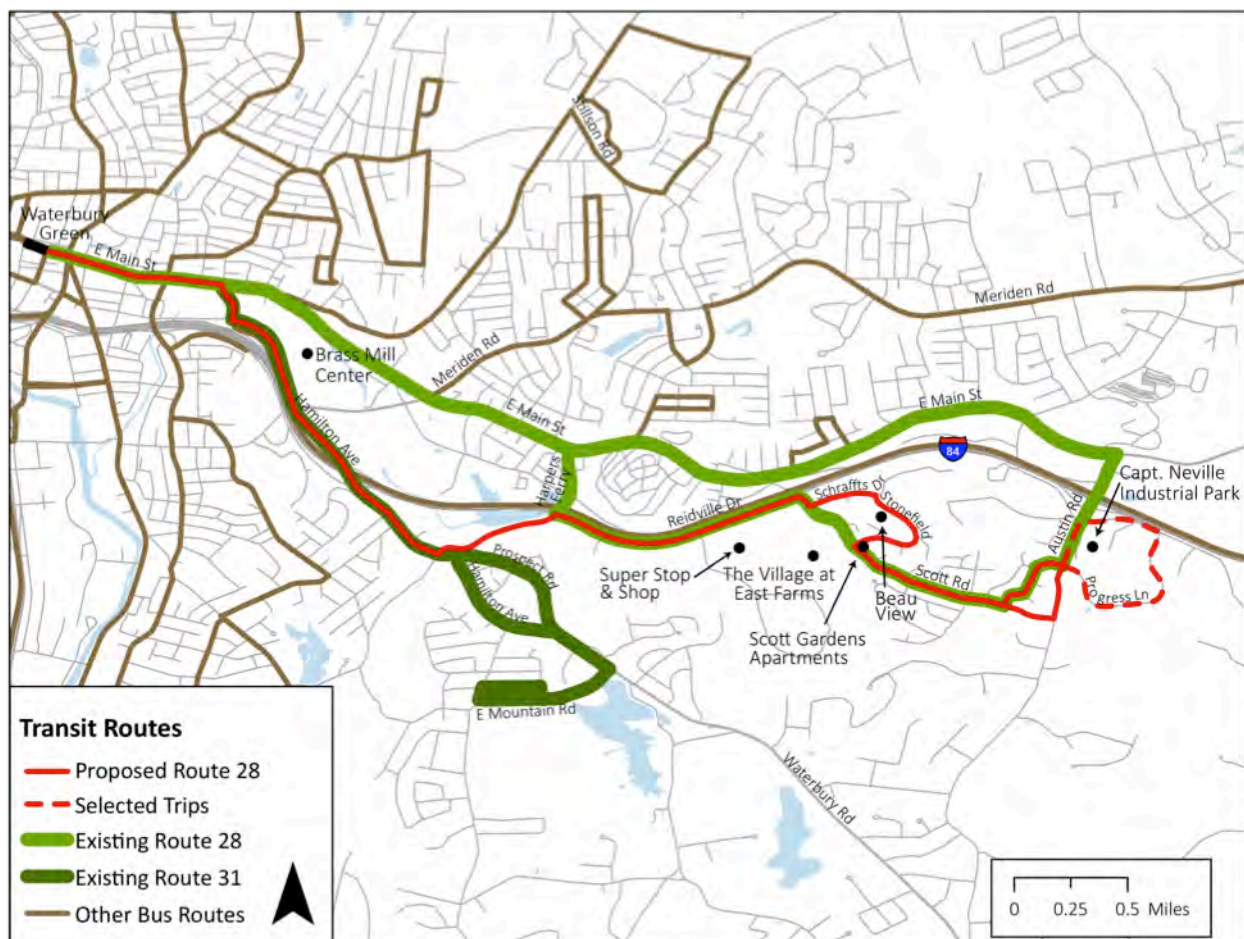 Stillson Rd
Waterbury
Green
E Main St
Meriden Rd
Brass Mill
Center
Meriden Rd
E Main St
E Main St
Hamilton Ave
84
Capt. Neville
Industrial Park
Harpers
Ferry
Schraffts D
Stonefield
Reidville Dr
Austin Rd
Prospect Rd
Hamilton Ave
Super Stop
& Shop
The Village at
East Farms
Beau
View
Scott Rd
Progress Ln
Scott Gardens
Apartments
E Mountain Rd
Waterbury Rd
Transit Routes
Proposed Route 28
Selected Trips
Existing Route 28
Existing Route 31
Other Bus Routes
0 0.25 0.5 Miles